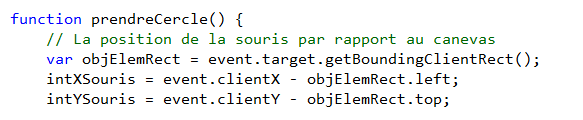 function prendreCercle() {
// La position de la souris par rapport au canevas
var objElemRect = event.target.getBoundingClientRect();
intXSouris = event.clientX - objElemRect.left;
intYSouris = event.clientY - objElemRect.top;